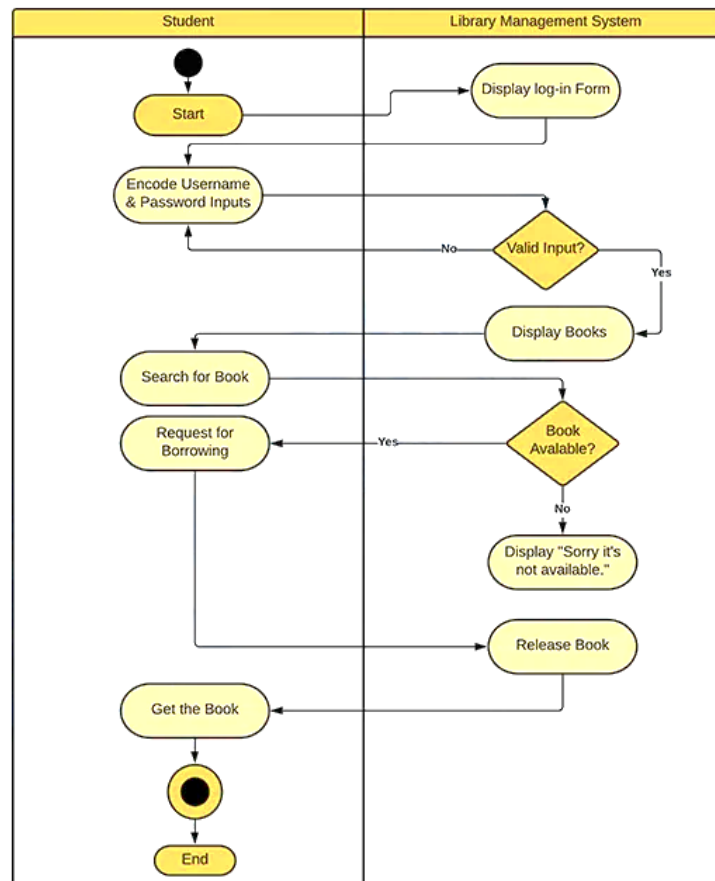 Student
Library Management System
Display log-in Form
Start
Encode Username
& Password Inputs
Valid Input?
No
Yes
Display Books
Search for Book
Request for
Borrowing
Yes
Book
Avalable?
No
Display "Sorry it's
not available."
Release Book
Get the Book
End